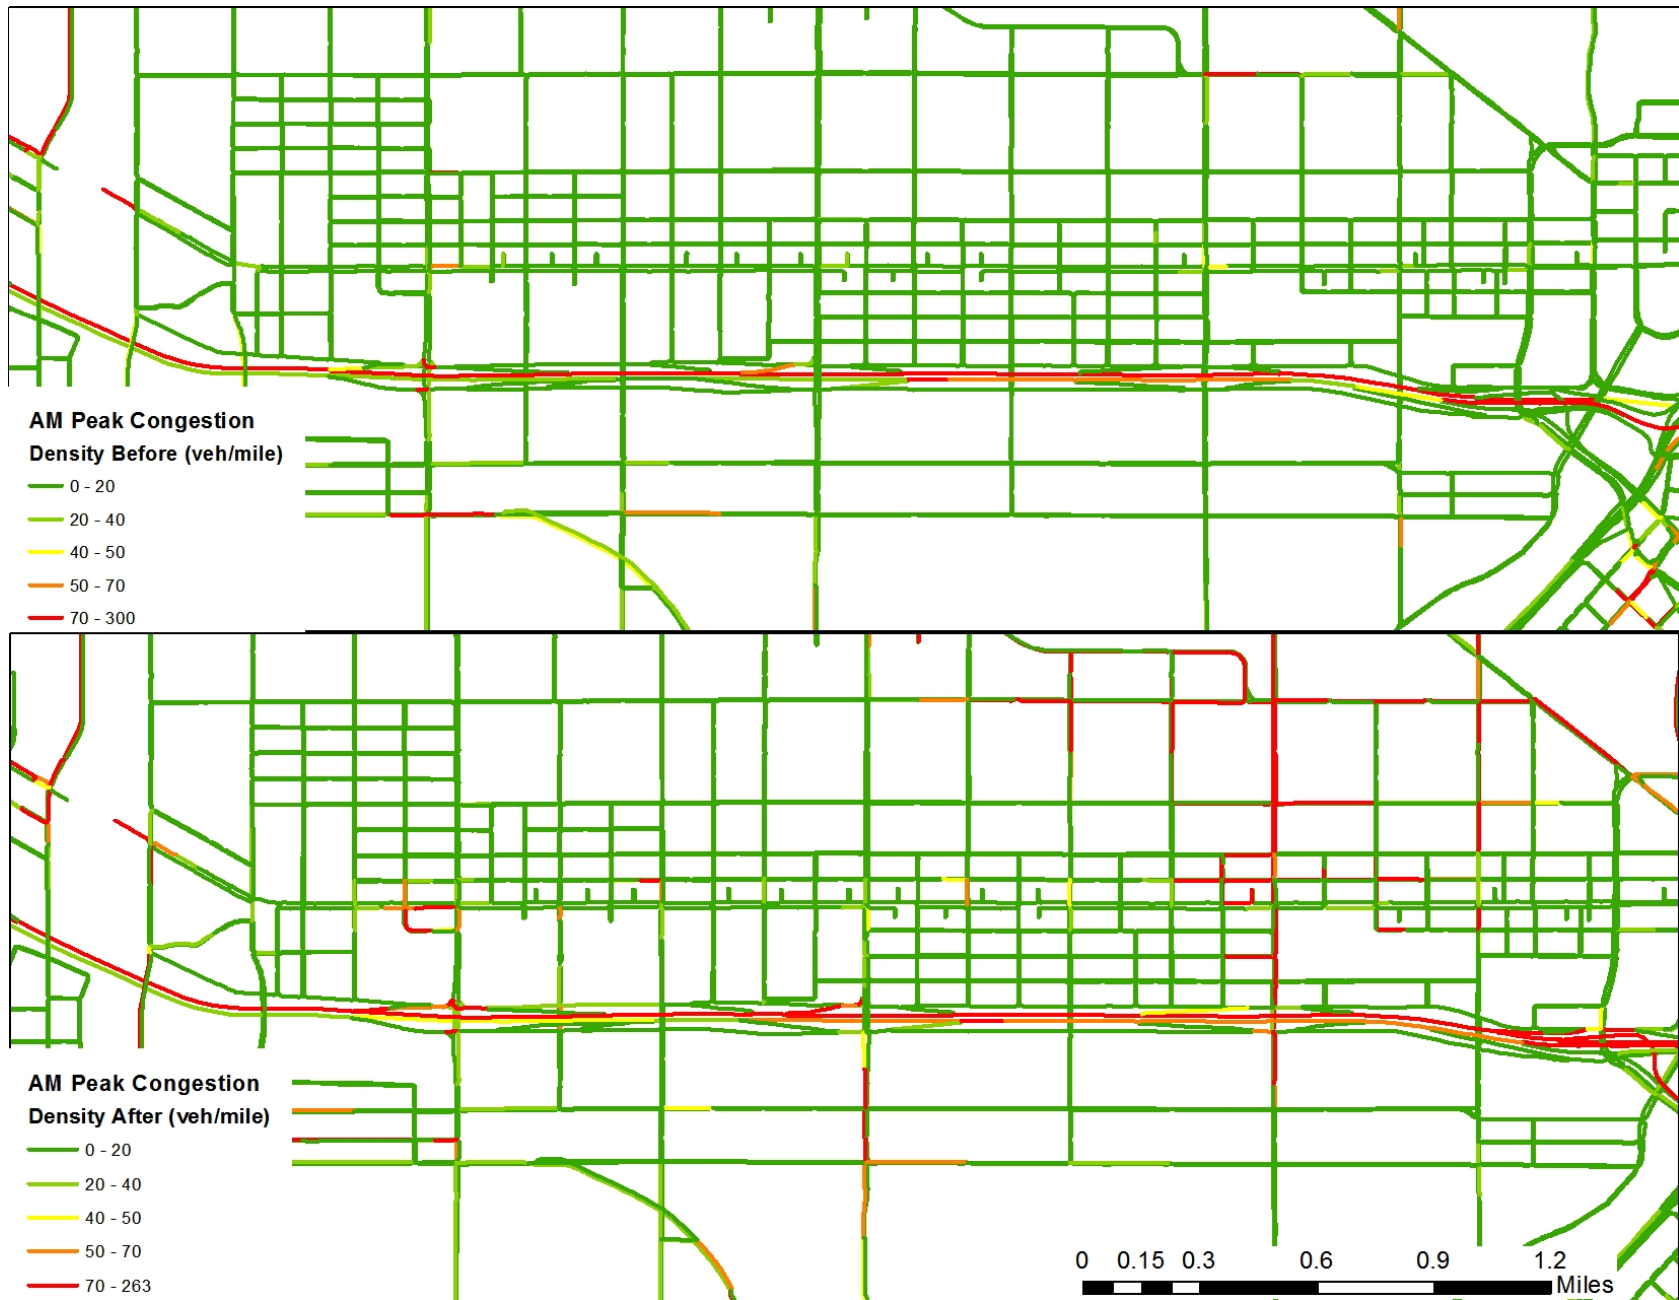 AM Peak Congestion
Density Before (veh/mile)
0 - 20
20 - 40
40 - 50
50 - 70
70 - 300
AM Peak Congestion
Density After (veh/mile)
0 - 20
20 - 40
40 - 50
50 - 70
70 - 263
0 0.15 0.3 0.6 0.9 1.2
Miles